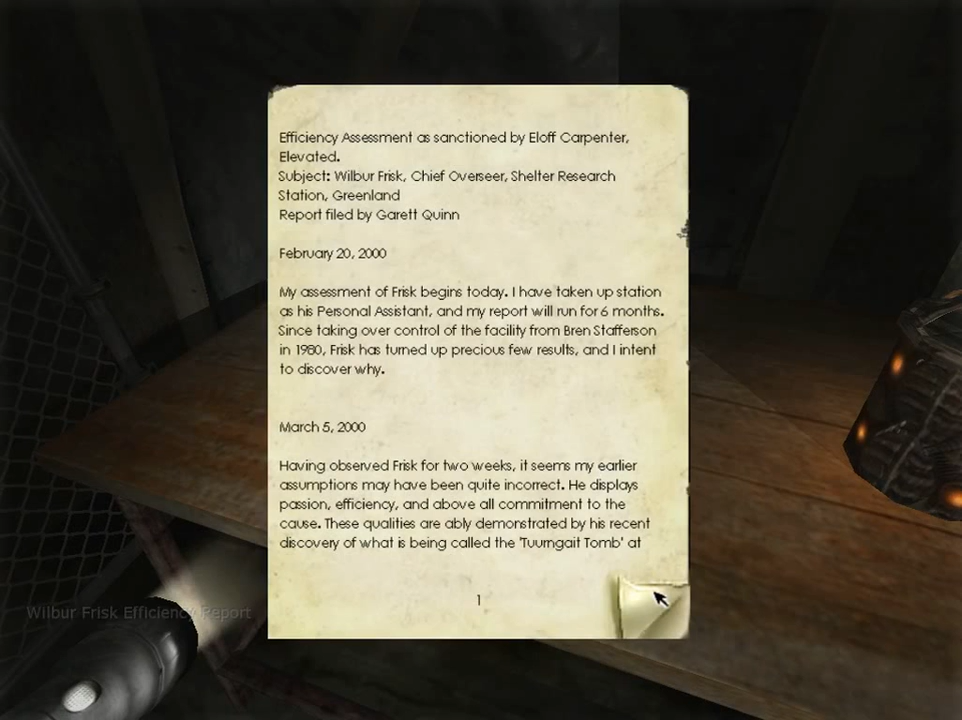 Efficiency Assessment as sanctioned by Eloff Carpenter,
Elevated.
Subject: Wilbur Frisk, Chief Overseer, Shelter Research
Station, Greenland
Report filed by Garett Quinn
February 20, 2000
My assessment of Frisk begins today. I have taken up station
as his Personal Assistant, and my report will run for 6 months.
Since taking over control of the facility from Bren Stafferson
in 1980, Frisk has turned up precious few results, and I intent
to discover why.
March 5, 2000
Having observed Frisk for two weeks, it seems my earlier
assumptions may have been quite incorrect. He displays
passion, efficiency, and above all commitment to the
cause. These qualities are ably demonstrated by his recent
discovery of what is being called the 'Tuurngait Tomb' at
1
Wilbur Frisk Efficiency Report